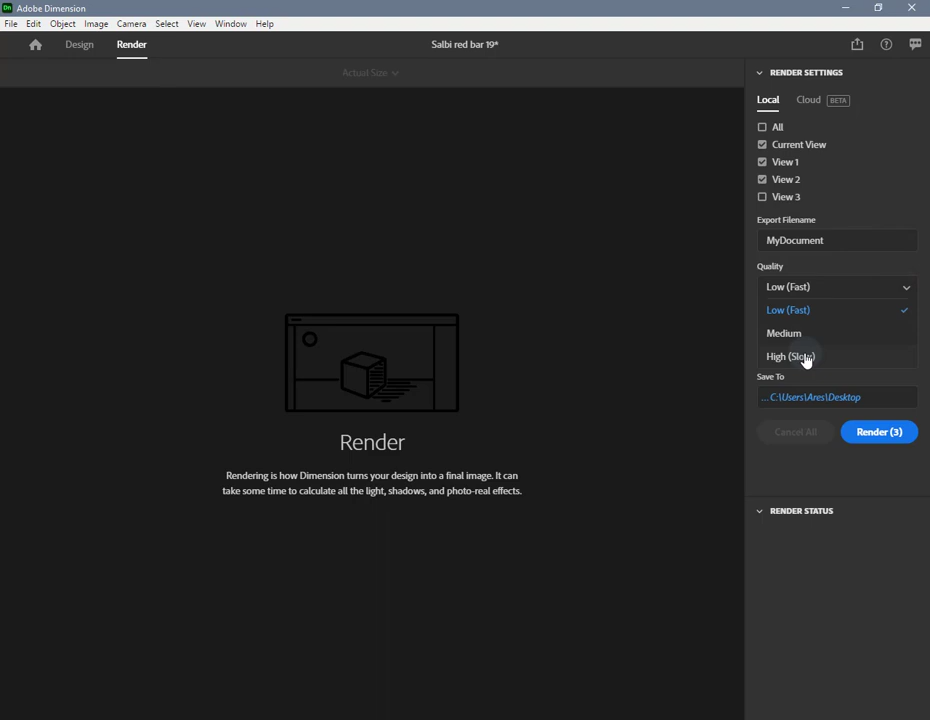 Dn Adobe Dimension
File Edit Object Image Camera Select View Window Help
Design Render Salbi red bar 19*
Actual Size
RENDER SETTINGS
Local Cloud BETA
All
Current View
View 1
View 2
View 3
Export Filename
MyDocument
Quality
Low (Fast)
Low (Fast)
Medium
High (Slow)
Save To
... C:\Users\Ares\Desktop
Cancel All Render (3)
Render
Rendering is how Dimension turns your design into a final image. It can
take some time to calculate all the light, shadows, and photo-real effects.
RENDER STATUS